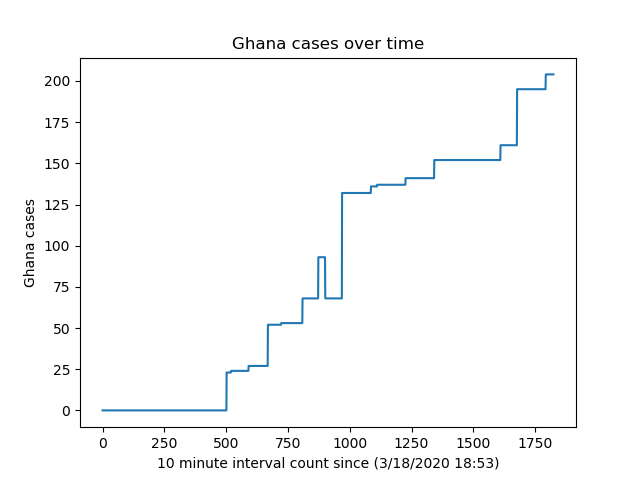 Ghana cases over time
200
175
150
125
100
75
50
25
0
Ghana cases
0 250 500 750 1000 1250 1500 1750
10 minute interval count since (3/18/2020 18:53)